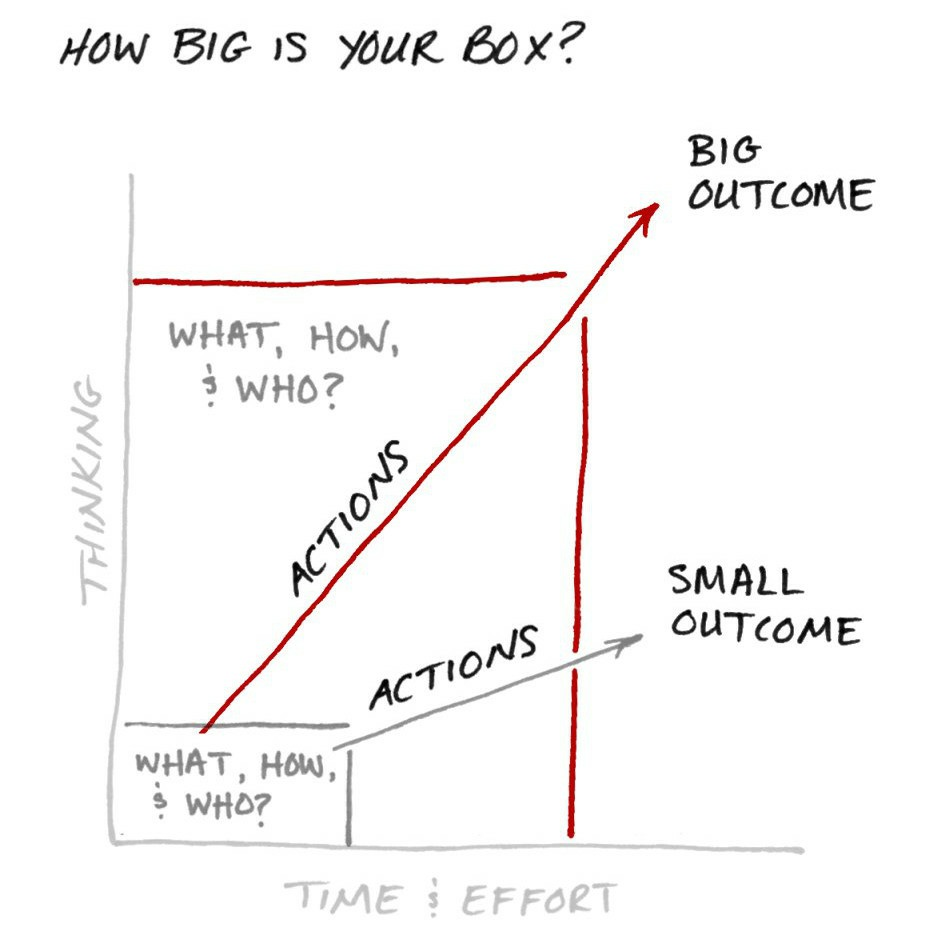 HOW BIG IS YOUR BOX?
BIG
OUTCOME
WHAT, HOW,
& WHO?
THINKING
ACTIONS
SMALL
OUTCOME
ACTIONS
WHAT, HOW,
& WHO?
TIME & EFFORT